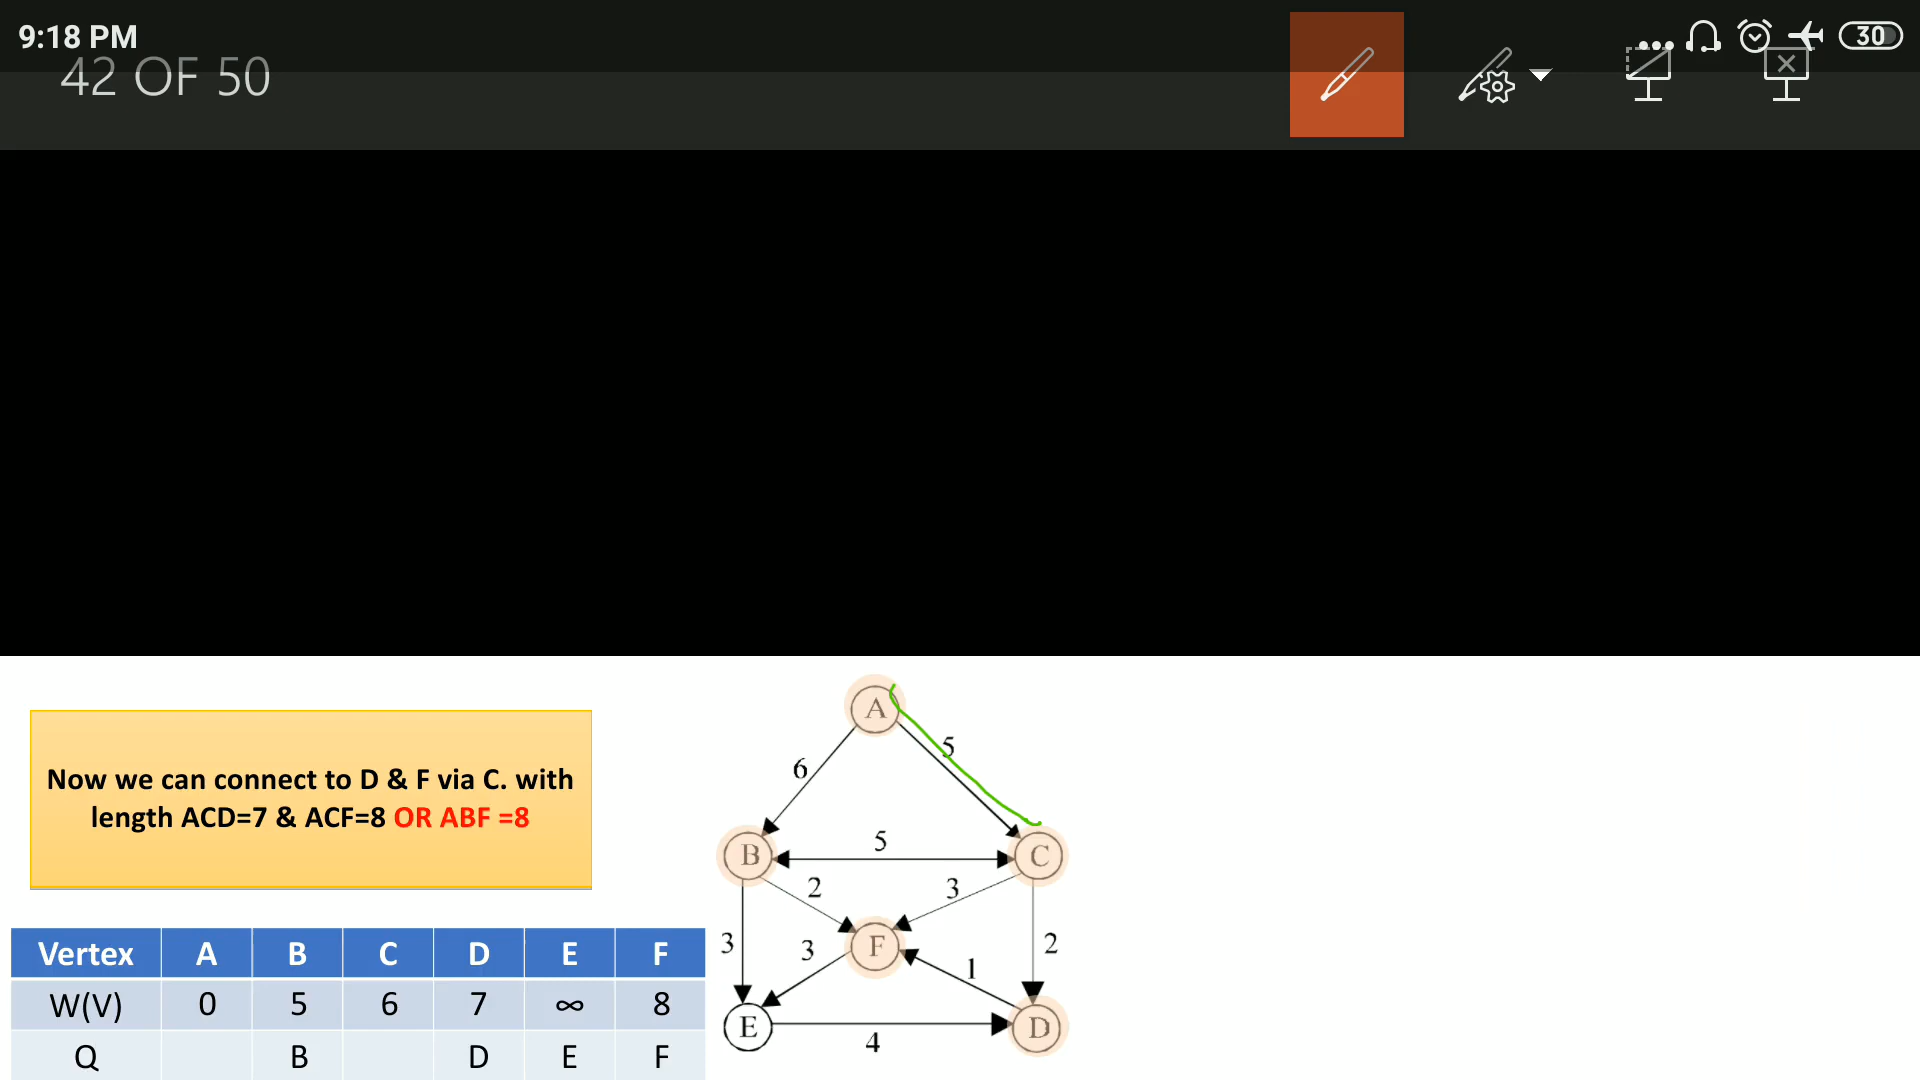 9:18 PM
30
42 OF 50
A
5
6
Now we can connect to D & F via C. with
length ACD=7 & ACF=8 OR ABF =8
B
5
C
2
3
F
3
3
2
1
E
4
D
Vertex A B C D E F
W(V) 0 5 6 7 ∞ 8
Q B D E F